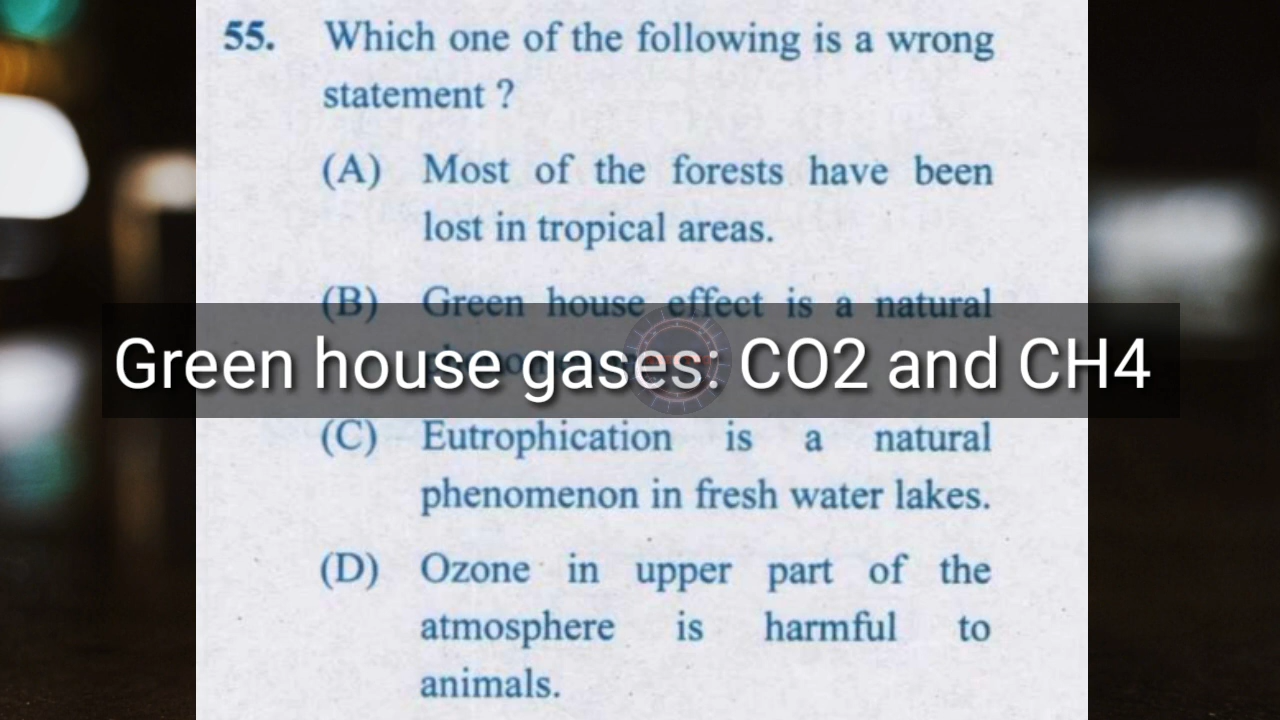 55. Which one of the following is a wrong
statement ?
(A) Most of the forests have been
lost in tropical areas.
(B) Green house effect is a natural
Green house gases: CO2 and CH4
(C) Eutrophication is a natural
phenomenon in fresh water lakes.
(D) Ozone in upper part of the
atmosphere is harmful to
animals.